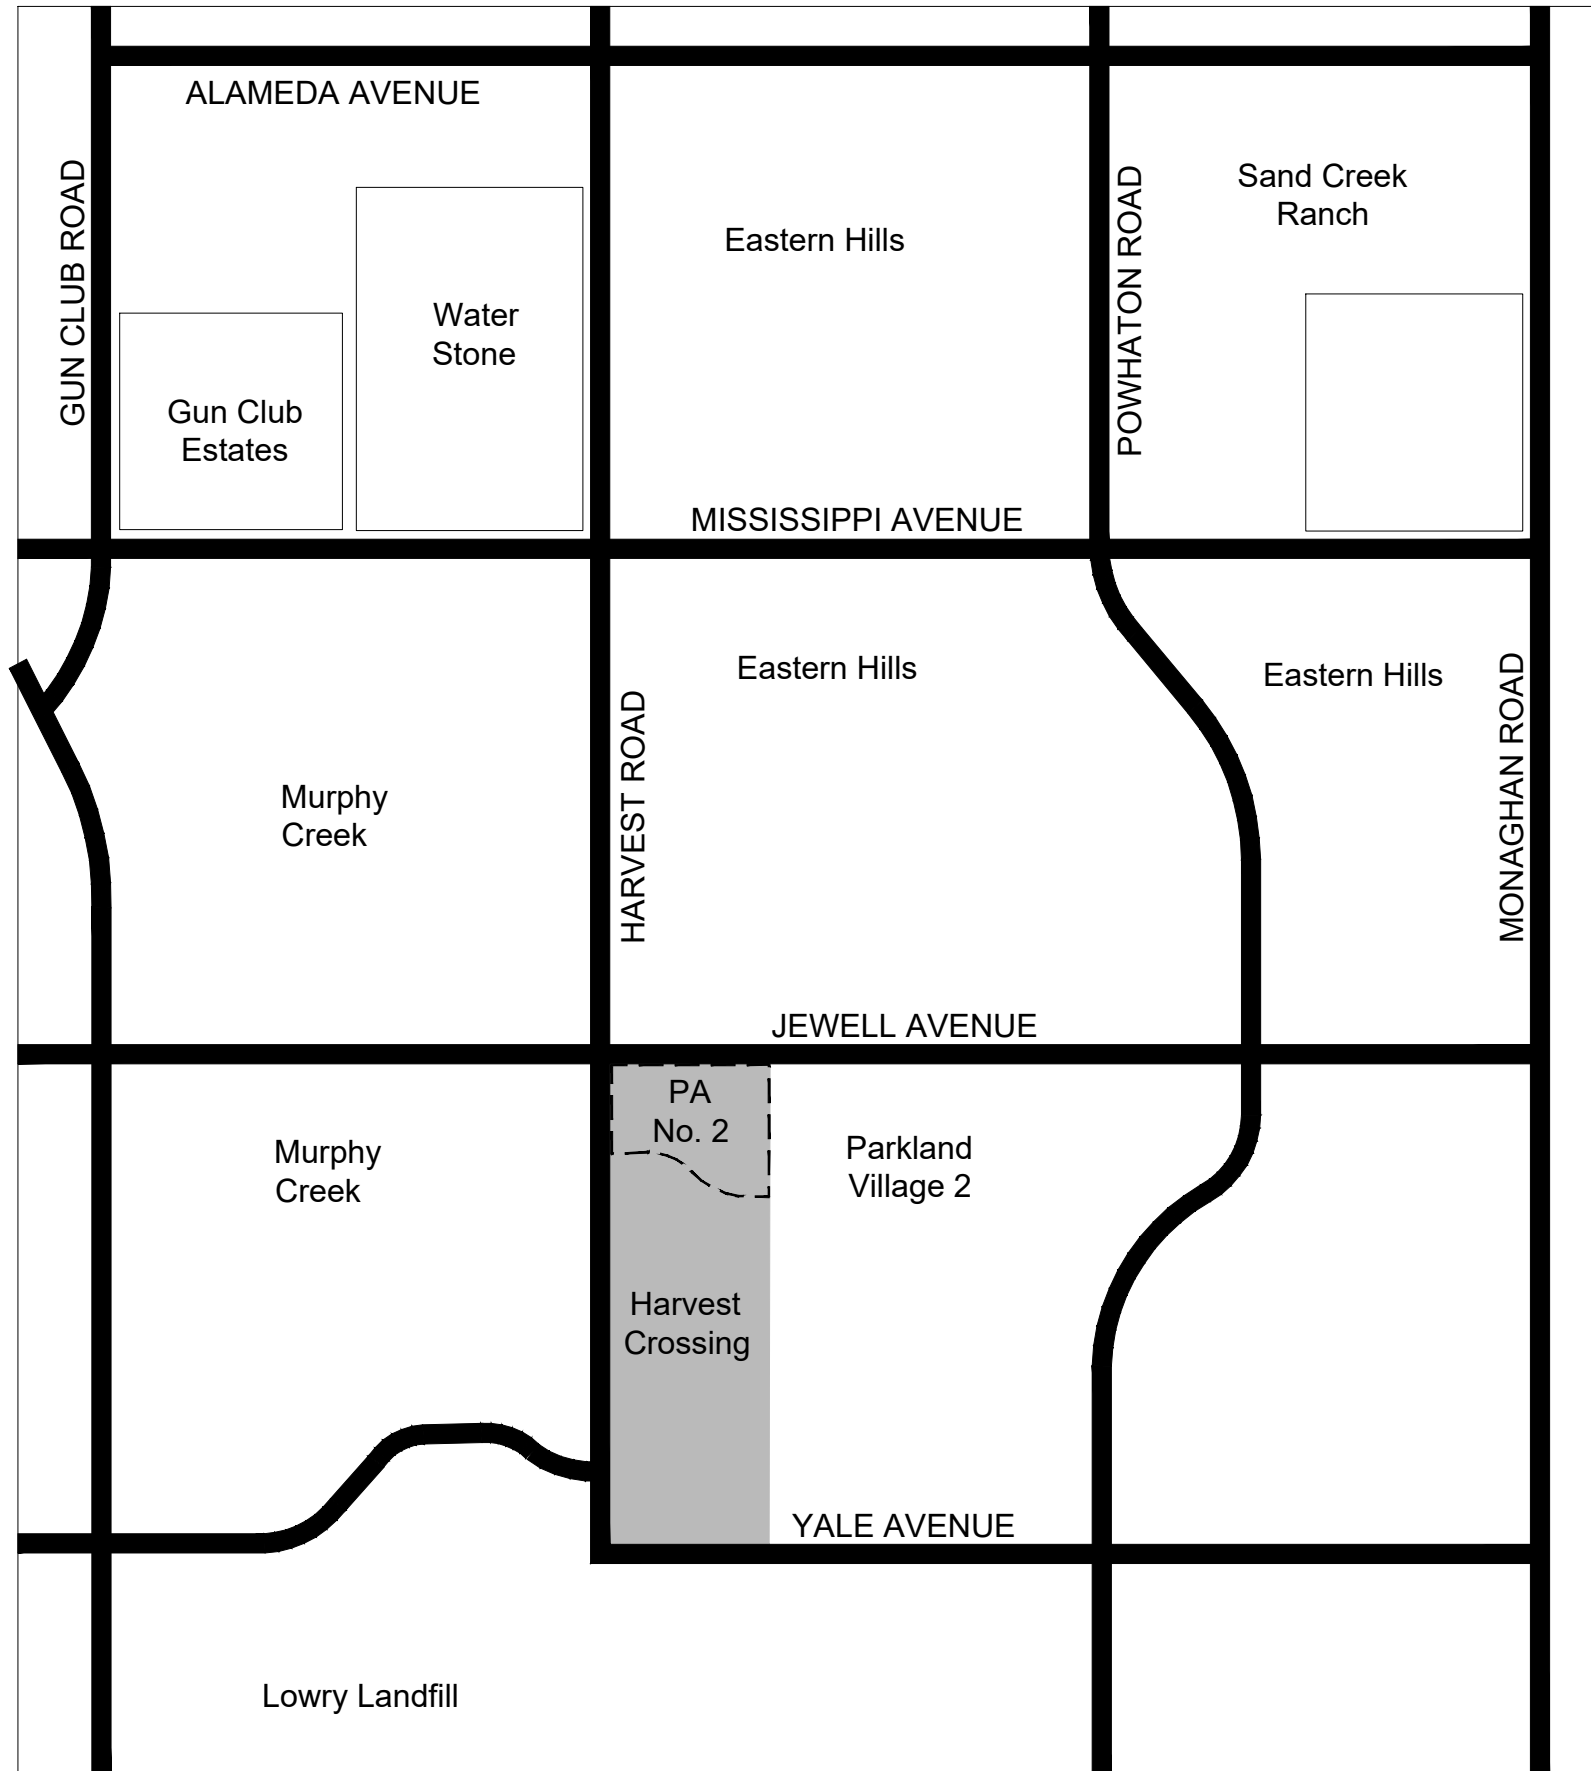 ALAMEDA AVENUE
GUN CLUB ROAD
Water
Stone
Gun Club
Estates
Eastern Hills
POWHATON ROAD
Sand Creek
Ranch
MISSISSIPPI AVENUE
Murphy
Creek
HARVEST ROAD
Eastern Hills
Eastern Hills
MONAGHAN ROAD
JEWELL AVENUE
Murphy
Creek
PA
No. 2
Parkland
Village 2
Harvest
Crossing
YALE AVENUE
Lowry Landfill